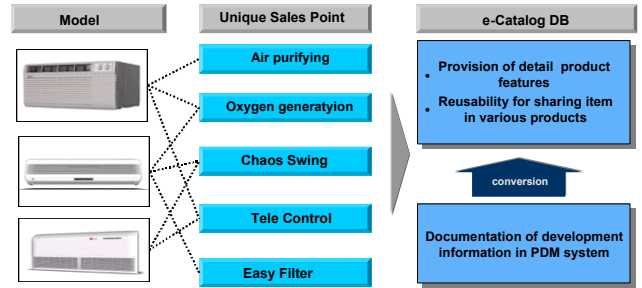 Model
Unique Sales Point
e-Catalog DB
Air purifying
Oxygen generatyion
Chaos Swing
Tele Control
Easy Filter
• Provision of detail product
features
• Reusability for sharing item
in various products
conversion
Documentation of development
information in PDM system